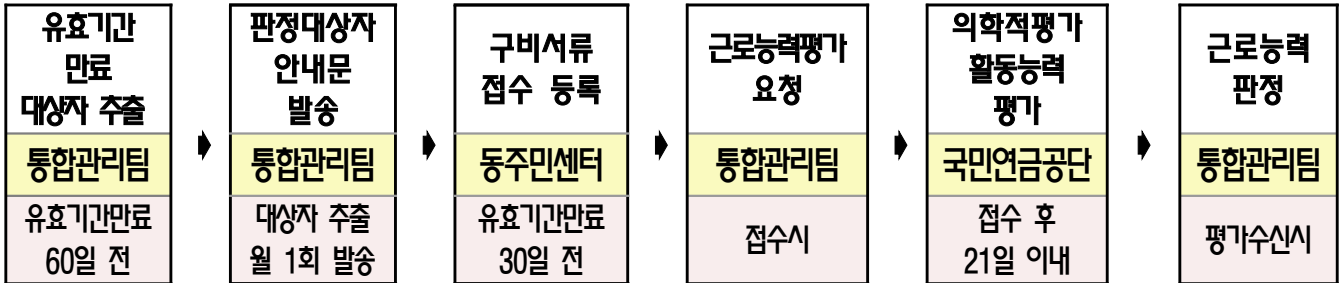 유효기간
만료
대상자 추출
통합관리팀
유효기간만료
60일 전
판정대상자
안내문
발송
통합관리팀
대상자 추출
월 1회 발송
구비서류
접수 등록
동주민센터
유효기간만료
30일 전
근로능력평가
요청
통합관리팀
접수시
의학적평가
활동능력
평가
국민연금공단
접수 후
21일 이내
근로능력
판정
통합관리팀
평가수신시